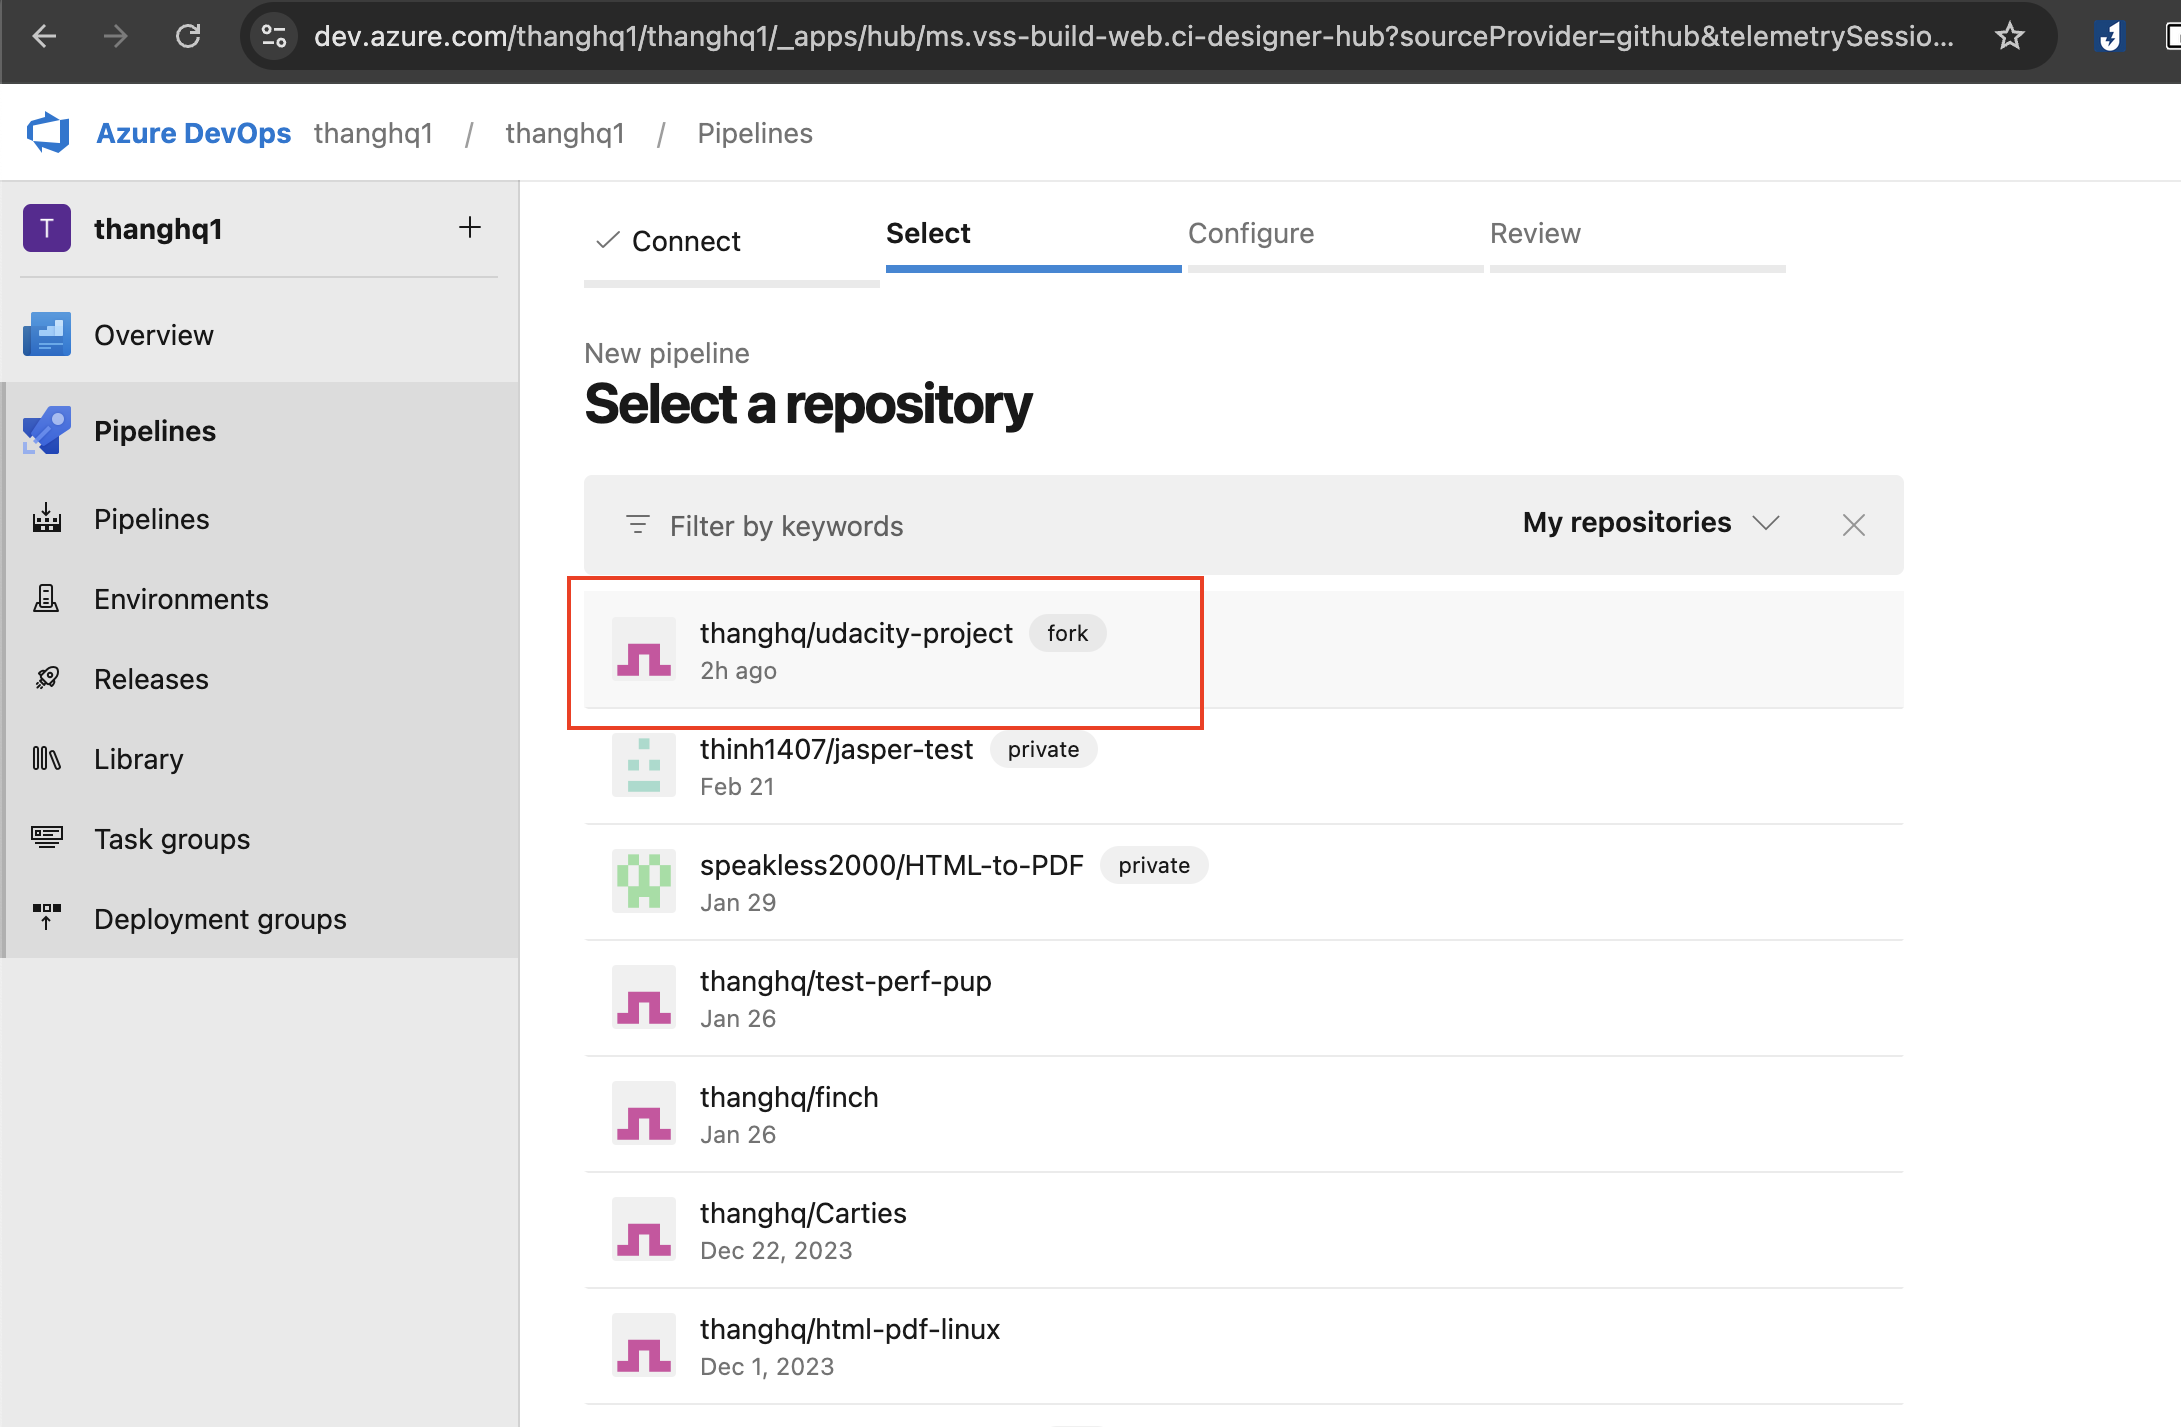 dev.azure.com/thanghq1/thanghq1/_apps/hub/ms.vss-build-web.ci-designer-hub?sourceProvider=github&telemetrySessio...
Azure DevOps thanghq1 / thanghq1 / Pipelines
T thanghq1 +
Overview
Pipelines
Pipelines
Environments
Releases
Library
Task groups
Deployment groups
Connect Select Configure Review
New pipeline
Select a repository
Filter by keywords My repositories
thanghq/udacity-project fork
2h ago
thinh1407/jasper-test private
Feb 21
speakless2000/HTML-to-PDF private
Jan 29
thanghq/test-perf-pup
Jan 26
thanghq/finch
Jan 26
thanghq/Carties
Dec 22, 2023
thanghq/html-pdf-linux
Dec 1, 2023